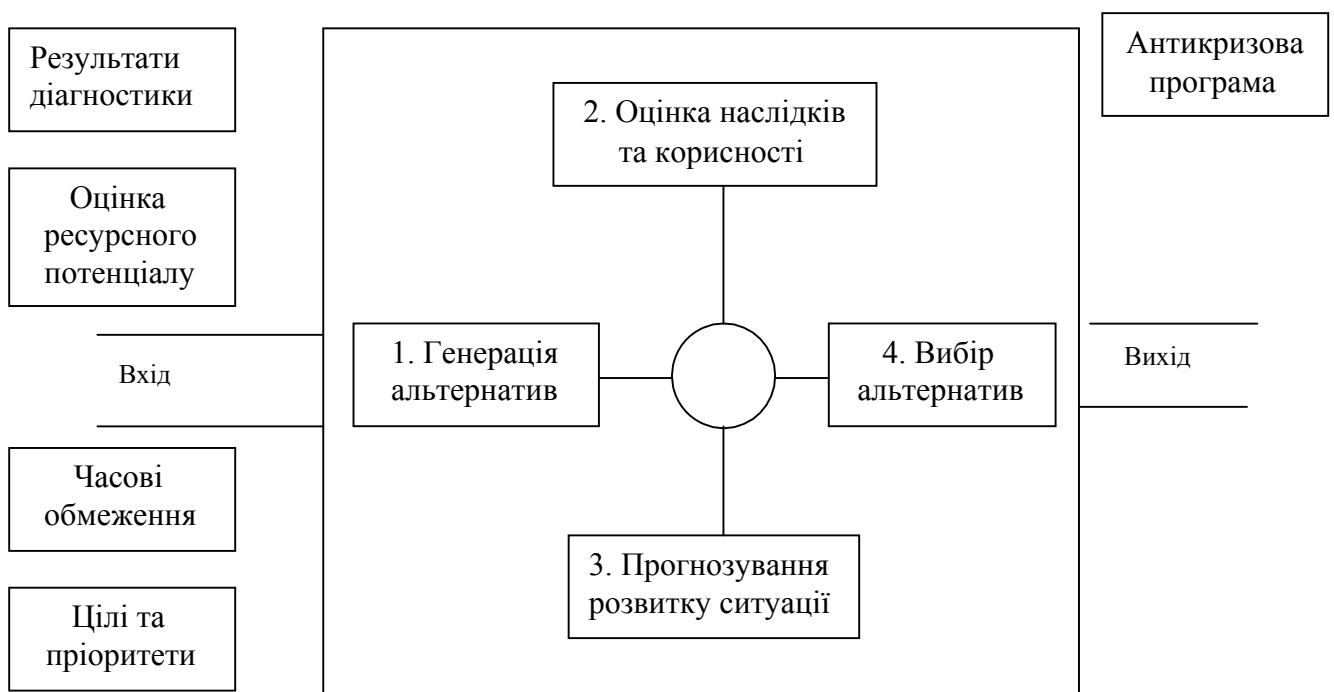 Результати
діагностики
Оцінка
ресурсного
потенціалу
Вхід
Часові
обмеження
Цілі та
пріоритети
2. Оцінка наслідків
та корисності
1. Генерація
альтернатив
4. Вибір
альтернатив
3. Прогнозування
розвитку ситуації
Антикризова
програма
Вихід